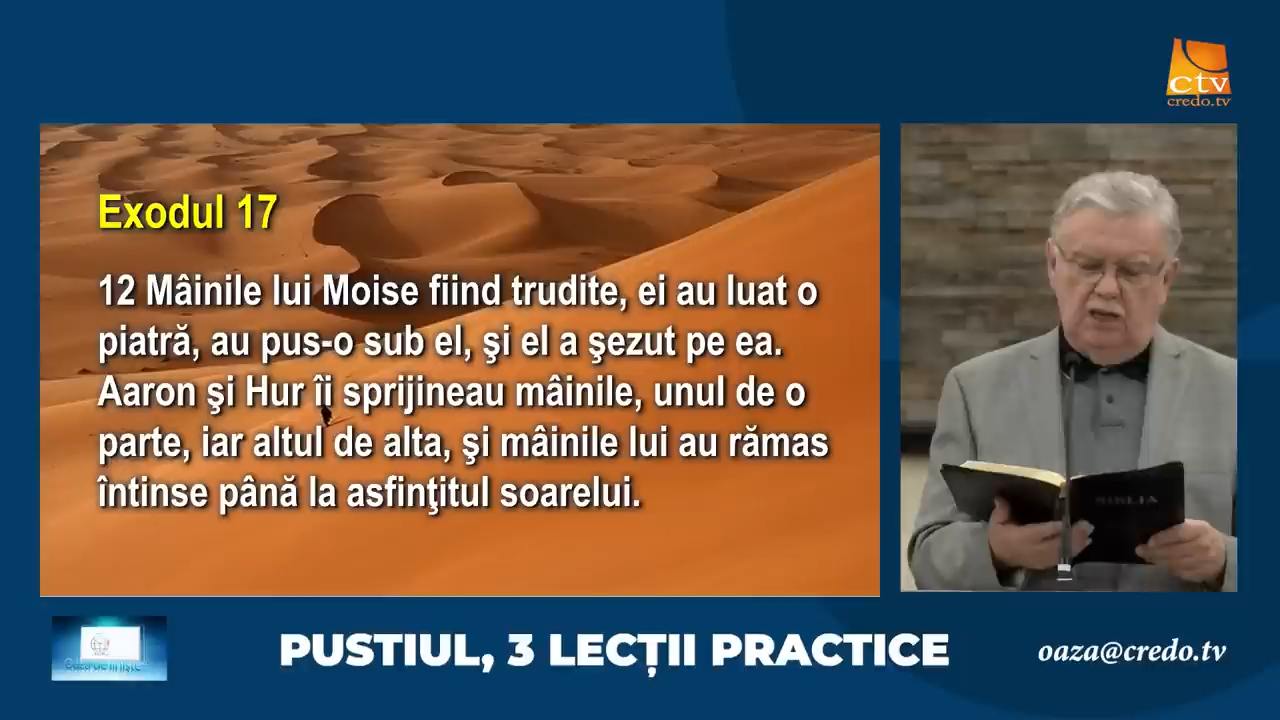 ctv
credo.tv
Exodul 17
12 Mâinile lui Moise fiind trudite, ei au luat o
piatră, au pus-o sub el, şi el a şezut pe ea.
Aaron şi Hur îi sprijineau mâinile, unul de o
parte, iar altul de alta, şi mâinile lui au rămas
întinse până la asfinţitul soarelui.
BIBLIA
PUSTIUL, 3 LECȚII PRACTICE
oaza@credo.tv